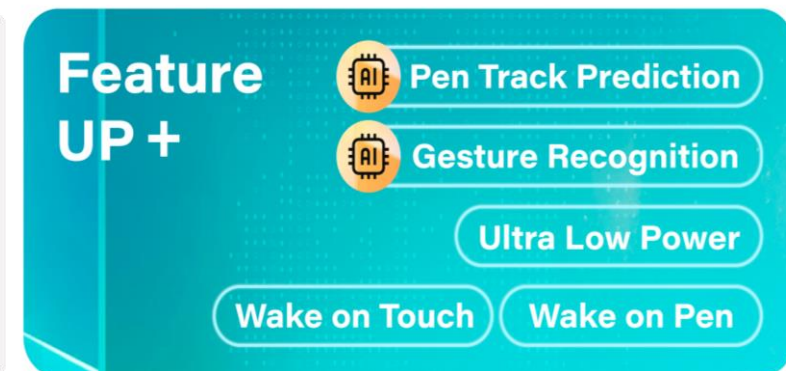 Feature
UP +
AI Pen Track Prediction
AI Gesture Recognition
Ultra Low Power
Wake on Touch
Wake on Pen